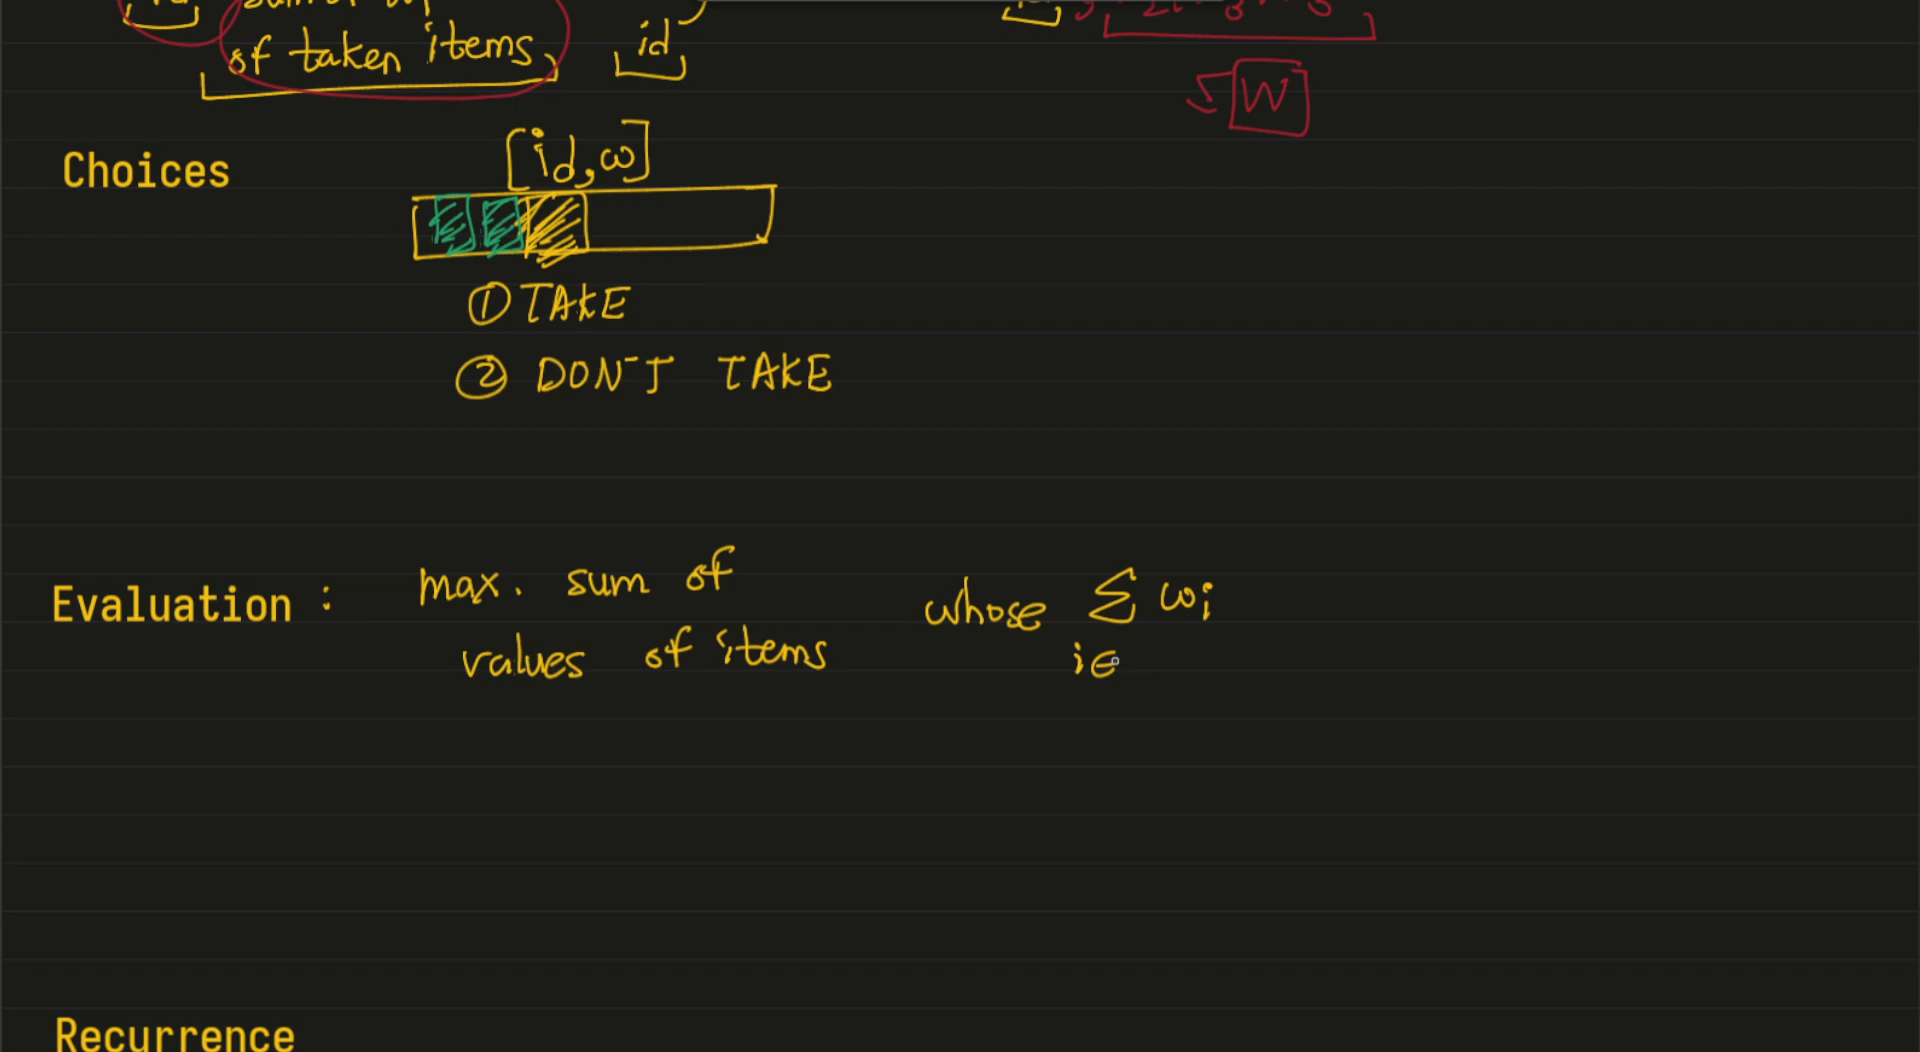 of taken items, id
W
Choices
[id, w]
① TAKE
② DON'T TAKE
Evaluation : max. sum of whose Σ wi
values of items i∈
Recurrence